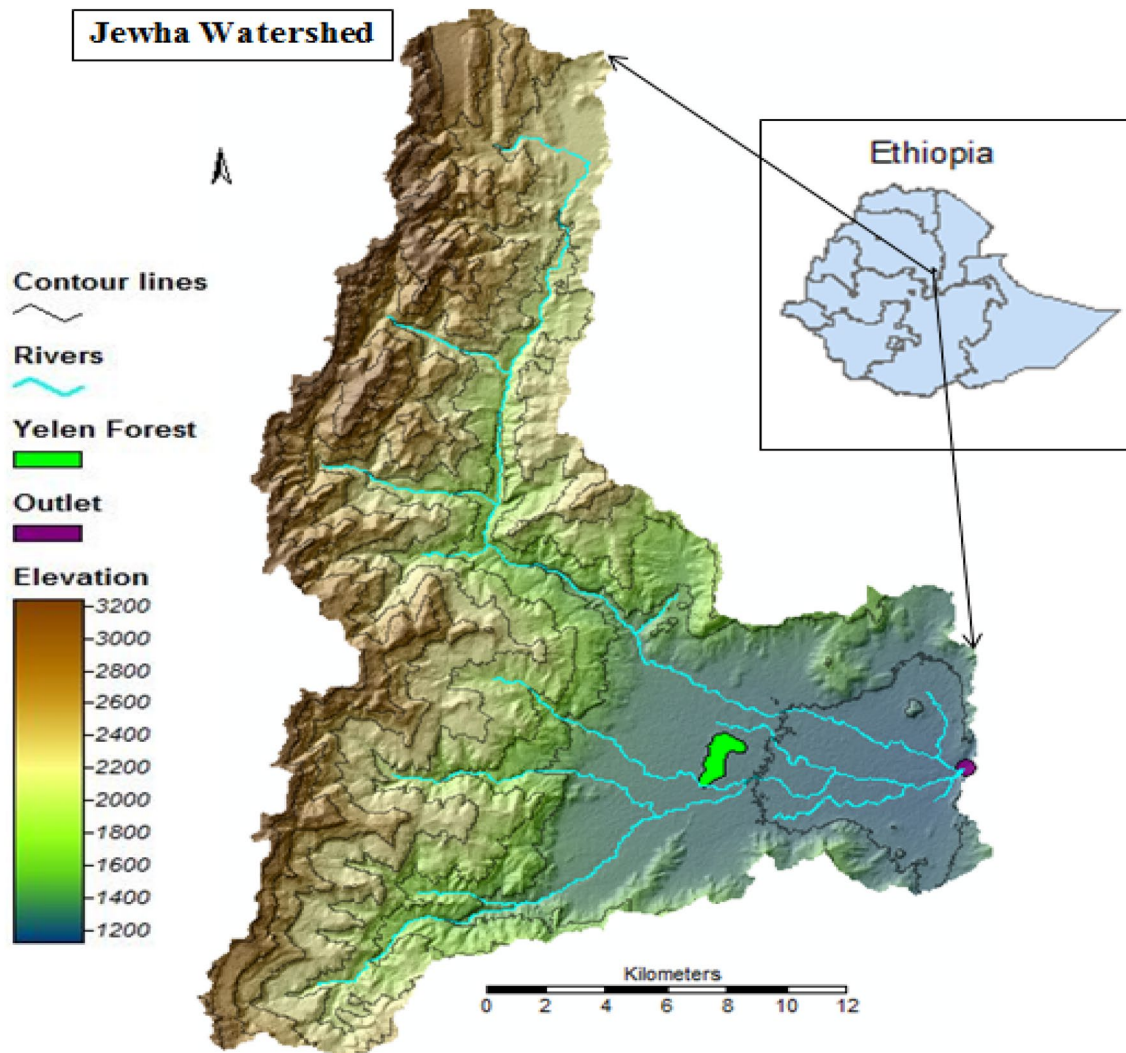 Jewha Watershed
Ethiopia
Contour lines
Rivers
Yelen Forest
Outlet
Elevation
3200
3000
2800
2600
2400
2200
2000
1800
1600
1400
1200
Kilometers
0 2 4 6 8 10 12